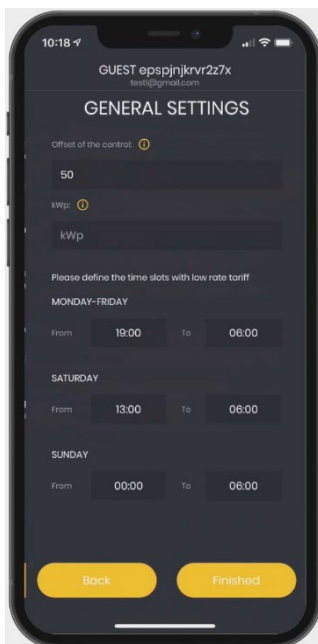 10:18
GUEST epspjnjkrvr2z7x
testl@gmail.com
GENERAL SETTINGS
Offset of the control:
50
kWp:
kWp
Please define the time slots with low rate tariff
MONDAY-FRIDAY
From 19:00 To 06:00
SATURDAY
From 13:00 To 06:00
SUNDAY
From 00:00 To 06:00
Back Finished